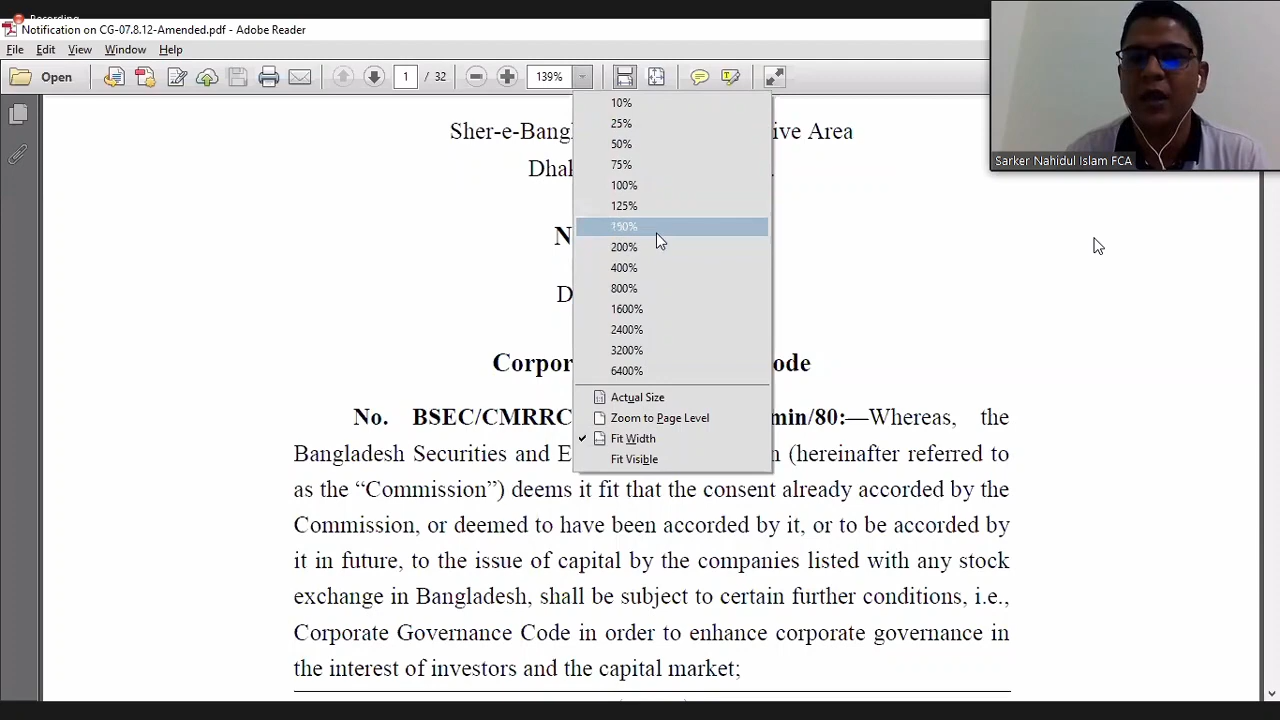 Recording
Notification on CG-07.8.12-Amended.pdf - Adobe Reader
File Edit View Window Help
Open 1 / 32 139%
Sarker Nahidul Islam FCA
10%
25%
50%
75%
100%
125%
150%
200%
400%
800%
1600%
2400%
3200%
6400%
Actual Size
Zoom to Page Level
Fit Width
Fit Visible
Sher-e-Bang ive Area
Dhak
N
D
Corpor ode
No. BSEC/CMRRC min/80:—Whereas, the
Bangladesh Securities and E n (hereinafter referred to
as the “Commission”) deems it fit that the consent already accorded by the
Commission, or deemed to have been accorded by it, or to be accorded by
it in future, to the issue of capital by the companies listed with any stock
exchange in Bangladesh, shall be subject to certain further conditions, i.e.,
Corporate Governance Code in order to enhance corporate governance in
the interest of investors and the capital market;